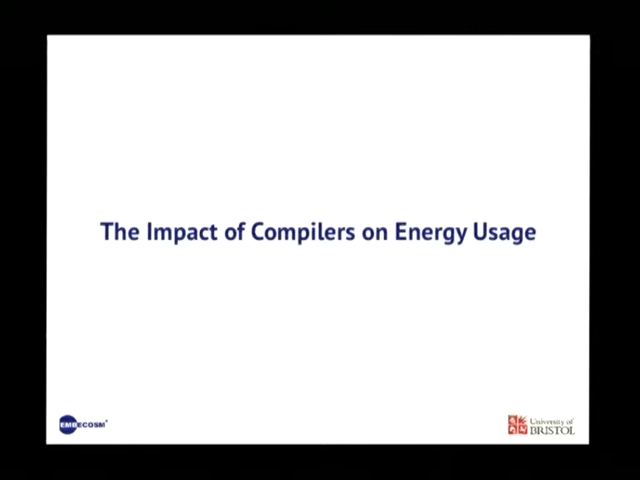 The Impact of Compilers on Energy Usage
EMBECOSM®
University of
BRISTOL